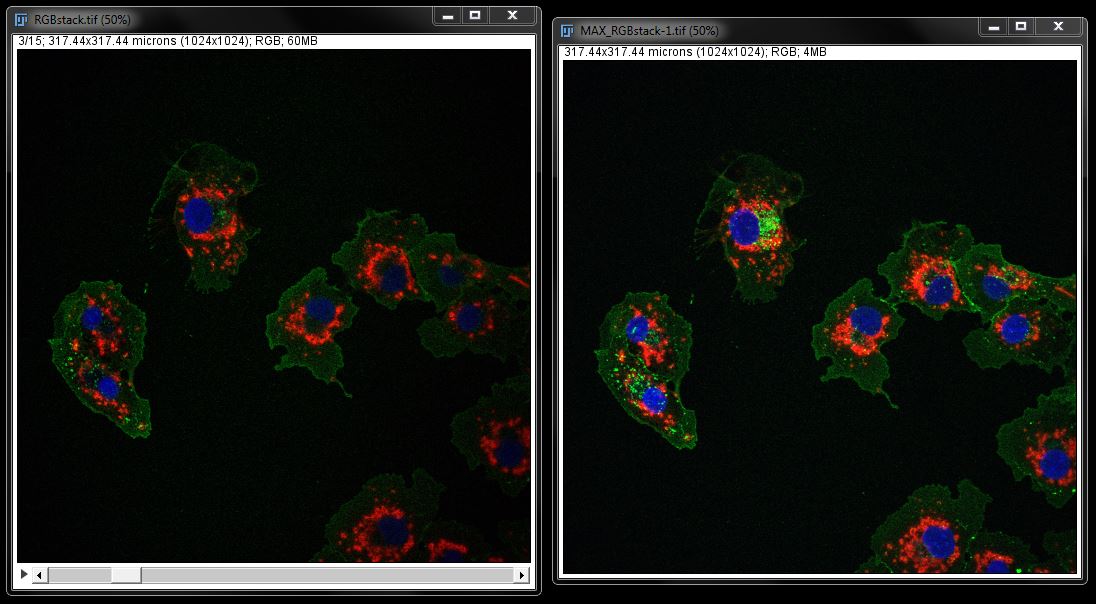 RGBstack.tif (50%)
3/15; 317.44x317.44 microns (1024x1024); RGB; 60MB
MAX_RGBstack-1.tif (50%)
317.44x317.44 microns (1024x1024); RGB; 4MB